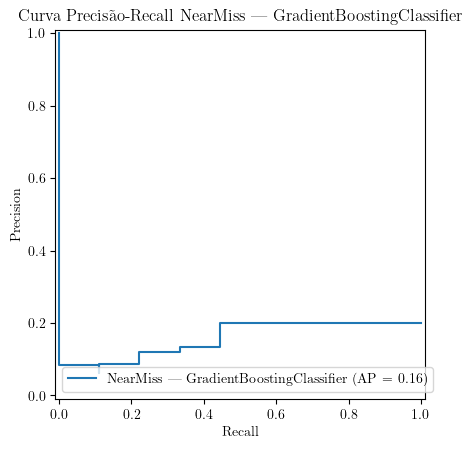 Curva Precisão-Recall NearMiss — GradientBoostingClassifier
1.0
0.8
0.6
0.4
0.2
0.0
Precision
NearMiss — GradientBoostingClassifier (AP = 0.16)
0.0 0.2 0.4 0.6 0.8 1.0
Recall